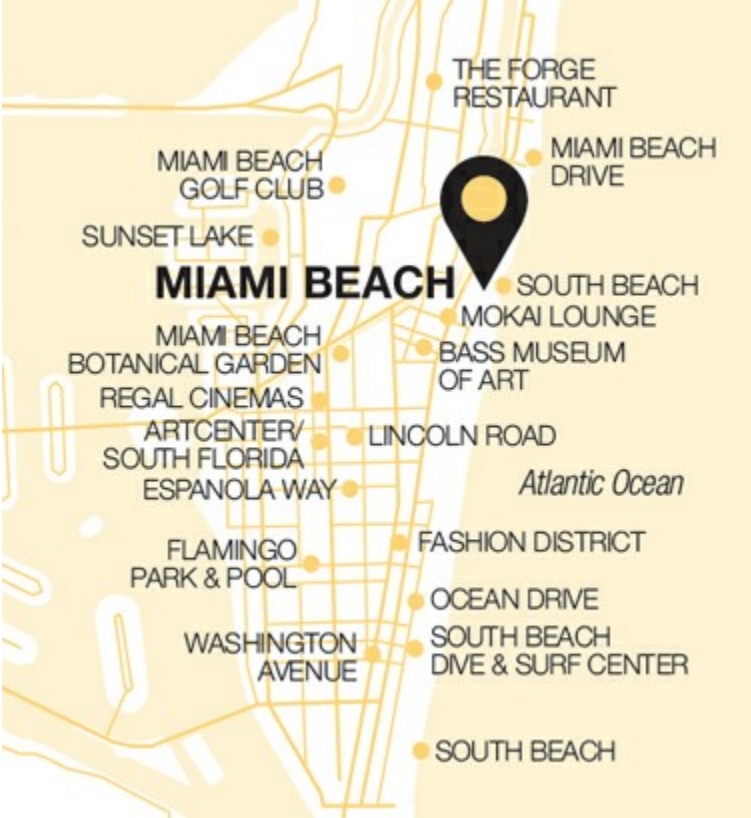 THE FORGE
RESTAURANT
MIAMI BEACH
DRIVE
MIAMI BEACH
GOLF CLUB
SUNSET LAKE
MIAMI BEACH
SOUTH BEACH
MOKAI LOUNGE
MIAMI BEACH
BOTANICAL GARDEN
BASS MUSEUM
OF ART
REGAL CINEMAS
ARTCENTER/
SOUTH FLORIDA
LINCOLN ROAD
ESPANOLA WAY
Atlantic Ocean
FASHION DISTRICT
FLAMINGO
PARK & POOL
OCEAN DRIVE
WASHINGTON
AVENUE
SOUTH BEACH
DIVE & SURF CENTER
SOUTH BEACH